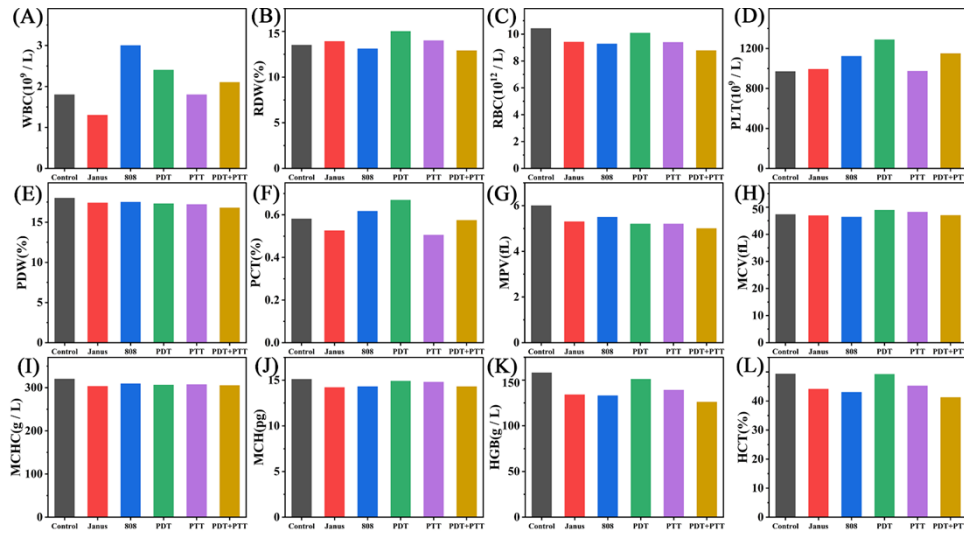 (A)
WBC(10⁹ / L)
3
2
1
0
Control Janus 808 PDT PTT PDT+PTT
(B)
RDW(%)
15
10
5
0
Control Janus 808 PDT PTT PDT+PTT
(C)
RBC(10¹² / L)
10
8
6
4
2
0
Control Janus 808 PDT PTT PDT+PTT
(D)
PLT(10⁹ / L)
1200
800
400
0
Control Janus 808 PDT PTT PDT+PTT
(E)
PDW(%)
15
10
5
0
Control Janus 808 PDT PTT PDT+PTT
(F)
PCT(%)
0.6
0.4
0.2
0.0
Control Janus 808 PDT PTT PDT+PTT
(G)
MPV(fL)
6
4
2
0
Control Janus 808 PDT PTT PDT+PTT
(H)
MCV(fL)
50
40
30
20
10
0
Control Janus 808 PDT PTT PDT+PTT
(I)
MCHC(g / L)
300
200
100
0
Control Janus 808 PDT PTT PDT+PTT
(J)
MCH(pg)
15
10
5
0
Control Janus 808 PDT PTT PDT+PTT
(K)
HGB(g / L)
150
100
50
0
Control Janus 808 PDT PTT PDT+PTT
(L)
HCT(%)
50
40
30
20
10
0
Control Janus 808 PDT PTT PDT+PTT